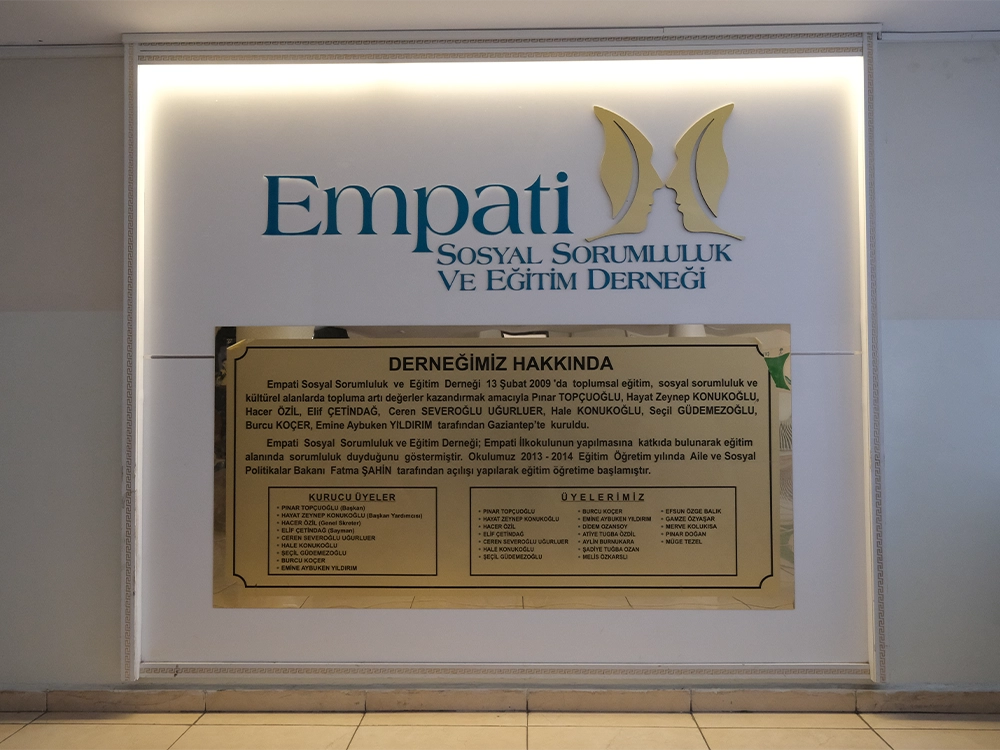 Empati
SOSYAL SORUMLULUK
VE EĞİTİM DERNEĞİ
DERNEĞİMİZ HAKKINDA
Empati Sosyal Sorumluluk ve Eğitim Derneği 13 Şubat 2009 'da toplumsal eğitim, sosyal sorumluluk ve
kültürel alanlarda topluma artı değerler kazandırmak amacıyla Pınar TOPÇUOĞLU, Hayat Zeynep KONUKOĞLU,
Hacer ÖZİL, Elif ÇETİNDAĞ, Ceren SEVEROĞLU UĞURLUER, Hale KONUKOĞLU, Seçil GÜDEMEZOĞLU,
Burcu KOÇER, Emine Aybuken YILDIRIM tarafından Gaziantep'te kuruldu.
Empati Sosyal Sorumluluk ve Eğitim Derneği; Empati İlkokulunun yapılmasına katkıda bulunarak eğitim
alanında sorumluluk duyduğunu göstermiştir. Okulumuz 2013 - 2014 Eğitim Öğretim yılında Aile ve Sosyal
Politikalar Bakanı Fatma ŞAHİN tarafından açılışı yapılarak eğitim öğretime başlamıştır.
KURUCU ÜYELER
PINAR TOPÇUOĞLU (Başkan)
HAYAT ZEYNEP KONUKOĞLU (Başkan Yardımcısı)
HACER ÖZİL (Genel Skreter)
ELİF ÇETİNDAĞ (Sayman)
CEREN SEVEROĞLU UĞURLUER
HALE KONUKOĞLU
SEÇİL GÜDEMEZOĞLU
BURCU KOÇER
EMİNE AYBUKEN YILDIRIM
ÜYELERİMİZ
PINAR TOPÇUOĞLU
HAYAT ZEYNEP KONUKOĞLU
HACER ÖZİL
ELİF ÇETİNDAĞ
CEREN SEVEROĞLU UĞURLUER
HALE KONUKOĞLU
ŞEÇİL GÜDEMEZOĞLU
BURCU KOÇER
EMİNE AYBUKEN YILDIRIM
DİDEM OZANSOY
ATİYE TUĞBA ÖZDİL
AYLİN BURMUKARA
ŞADİYE TUĞBA OZAN
MELİS ÖZKARSLI
EFSUN ÖZGE BALIK
GAMZE ÖZYAŞAR
MERVE KOLUKISA
PINAR DOĞAN
MÜGE TEZEL